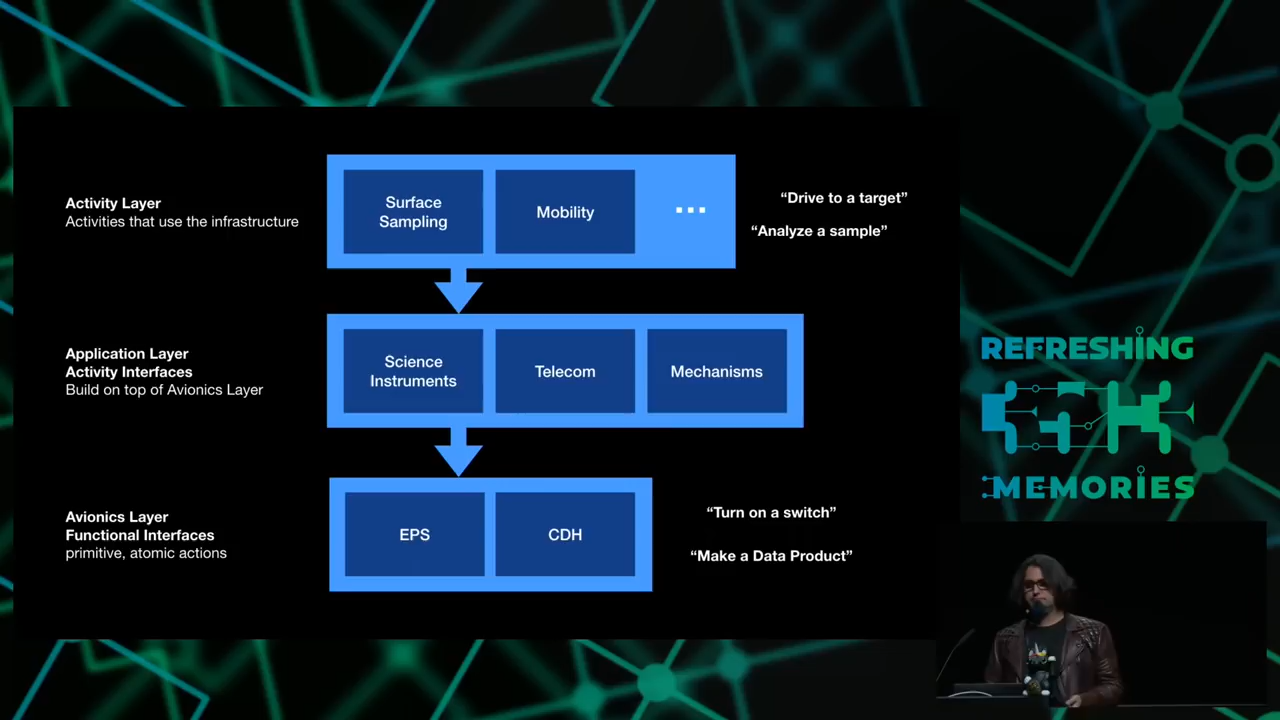 Activity Layer
Activities that use the infrastructure
Surface
Sampling
Mobility
...
“Drive to a target”
“Analyze a sample”
Application Layer
Activity Interfaces
Build on top of Avionics Layer
Science
Instruments
Telecom
Mechanisms
Avionics Layer
Functional Interfaces
primitive, atomic actions
EPS
CDH
“Turn on a switch”
“Make a Data Product”
REFRESHING
MEMORIES